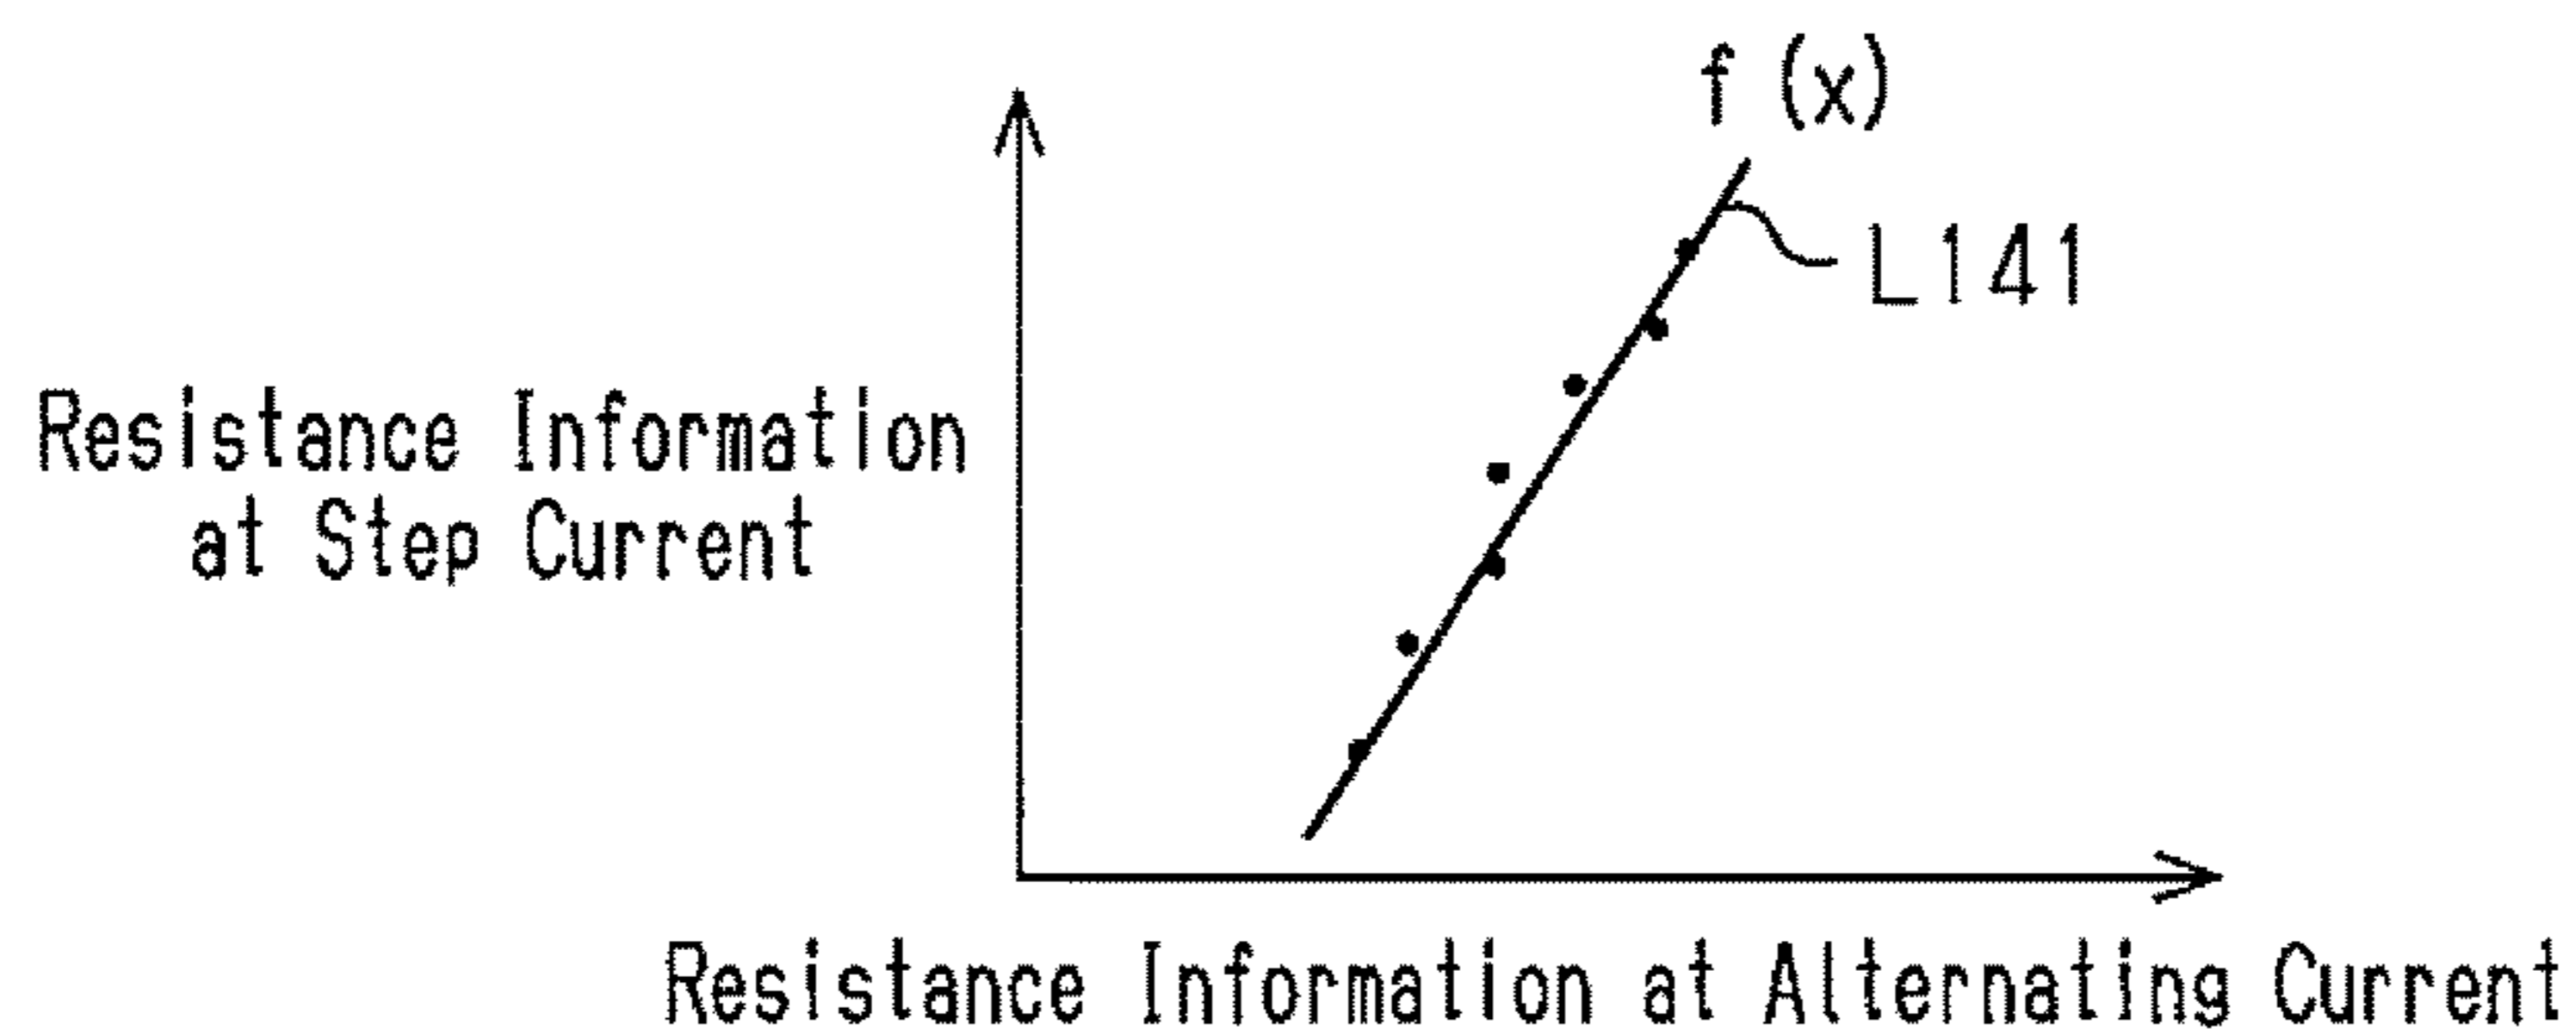 f (x)
L141
Resistance Information
at Step Current
Resistance Information at Alternating Current